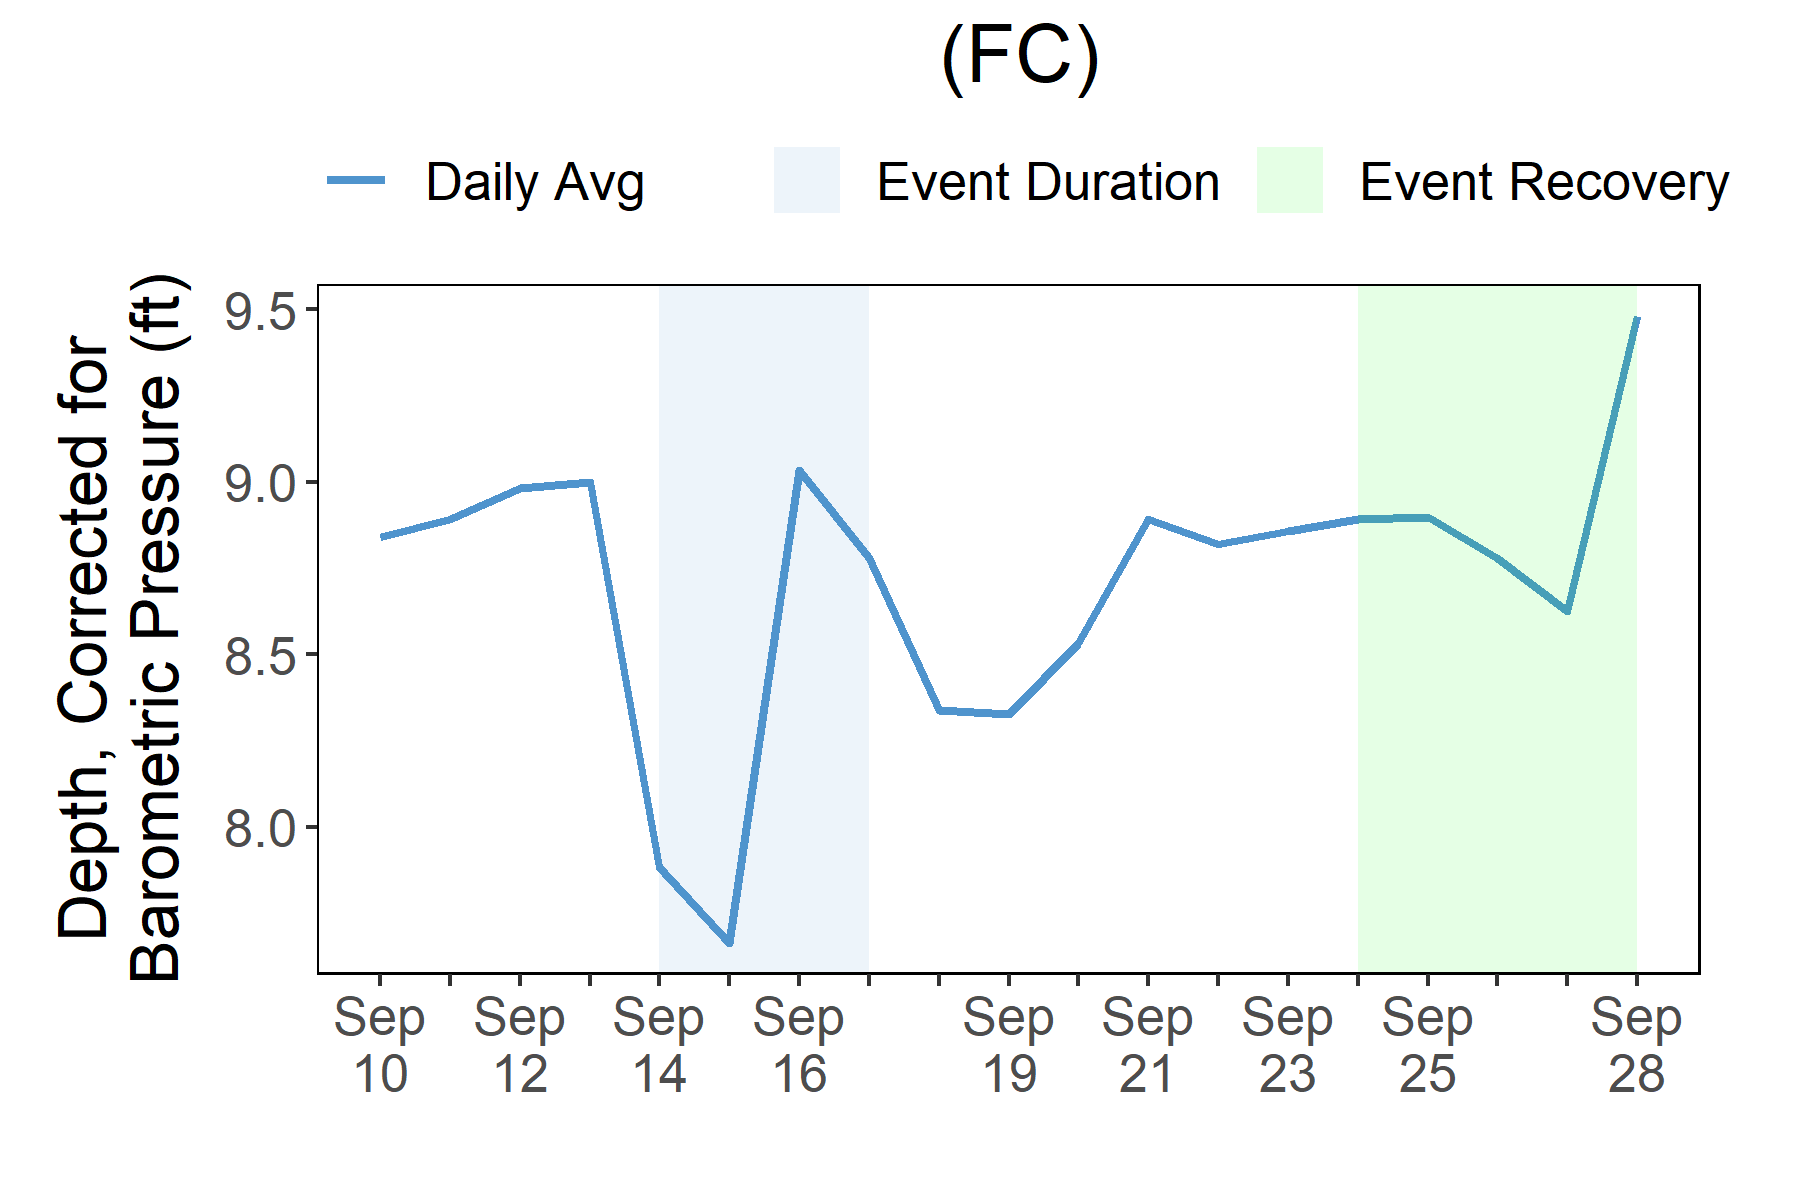 (FC)
Daily Avg
Event Duration
Event Recovery
Depth, Corrected for
Barometric Pressure (ft)
9.5
9.0
8.5
8.0
Sep
10
Sep
12
Sep
14
Sep
16
Sep
19
Sep
21
Sep
23
Sep
25
Sep
28